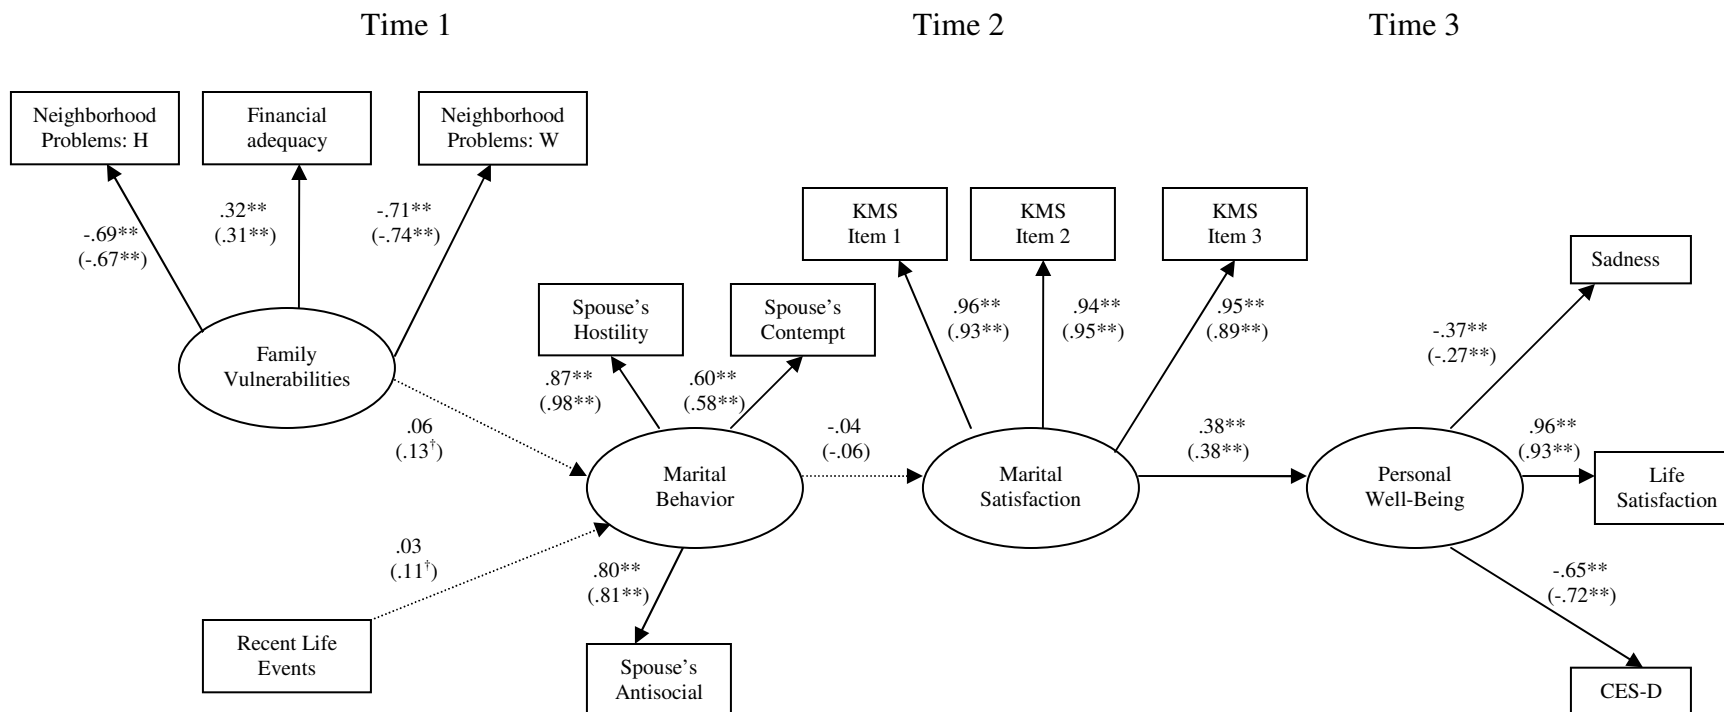 Time 1
Time 2
Time 3
Neighborhood
Problems: H
Financial
adequacy
Neighborhood
Problems: W
-.69**
(-.67**)
.32**
(.31**)
-.71**
(-.74**)
Family
Vulnerabilities
.06
(.13†)
Recent Life
Events
.03
(.11†)
Spouse's
Hostility
Spouse's
Contempt
.87**
(.98**)
.60**
(.58**)
Marital
Behavior
.80**
(.81**)
Spouse's
Antisocial
-.04
(-.06)
KMS
Item 1
KMS
Item 2
KMS
Item 3
.96**
(.93**)
.94**
(.95**)
.95**
(.89**)
Marital
Satisfaction
.38**
(.38**)
Personal
Well-Being
Sadness
-.37**
(-.27**)
.96**
(.93**)
Life
Satisfaction
-.65**
(-.72**)
CES-D